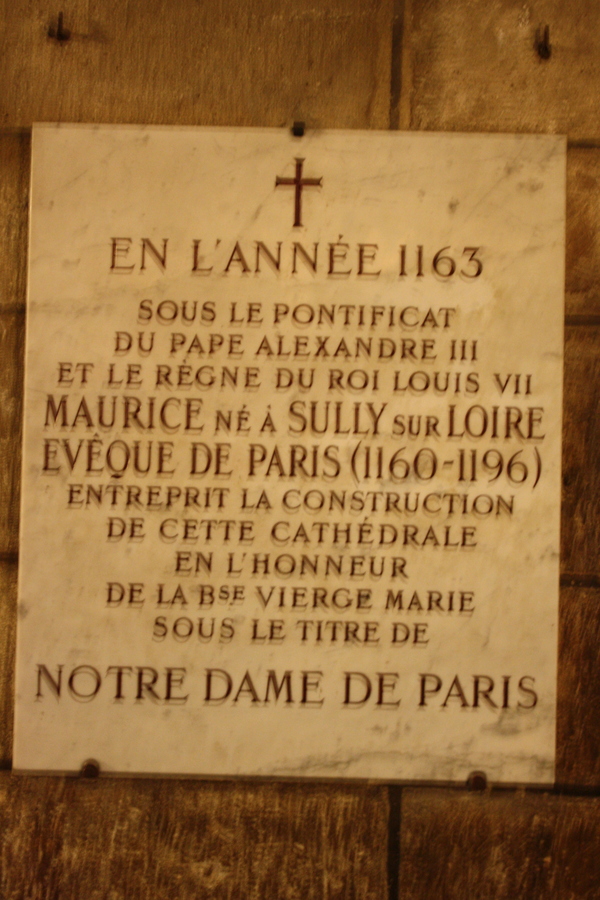 EN L'ANNÉE 1163
SOUS LE PONTIFICAT
DU PAPE ALEXANDRE III
ET LE RÉGNE DU ROI LOUIS VII
MAURICE NÉ À SULLY SUR LOIRE
EVÊQUE DE PARIS (1160-1196)
ENTREPRIT LA CONSTRUCTION
DE CETTE CATHÉDRALE
EN L'HONNEUR
DE LA BSE VIERGE MARIE
SOUS LE TITRE DE
NOTRE DAME DE PARIS